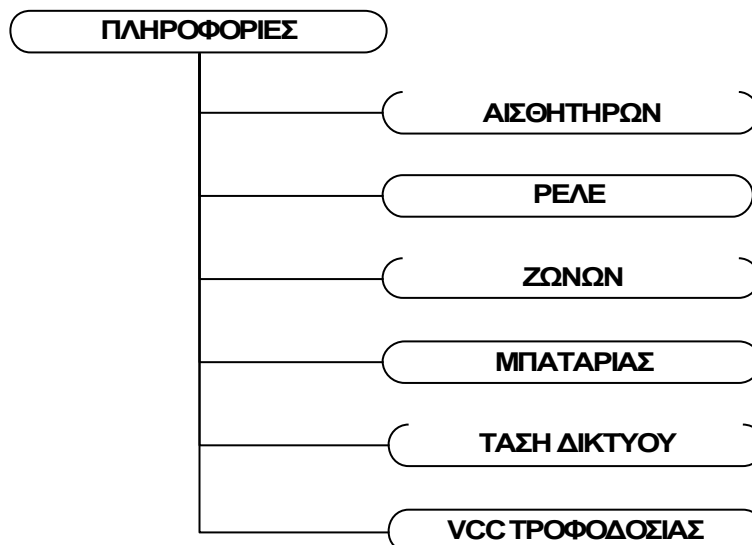 ΠΛΗΡΟΦΟΡΙΕΣ
ΑΙΣΘΗΤΗΡΩΝ
ΡΕΛΕ
ΖΩΝΩΝ
ΜΠΑΤΑΡΙΑΣ
ΤΑΣΗ ΔΙΚΤΥΟΥ
VCC ΤΡΟΦΟΔΟΣΙΑΣ